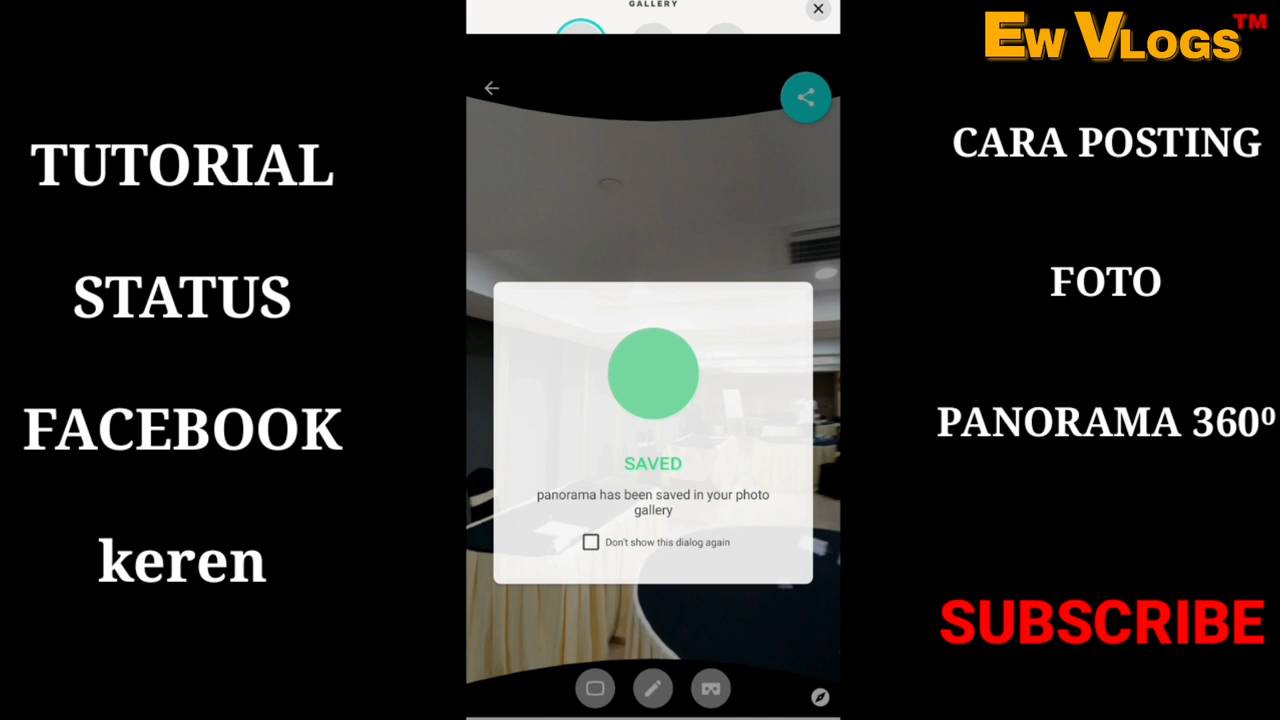 TUTORIAL
STATUS
FACEBOOK
keren
GALLERY
SAVED
panorama has been saved in your photo
gallery
Don't show this dialog again
EW VLOGS™
CARA POSTING
FOTO
PANORAMA 360⁰
SUBSCRIBE